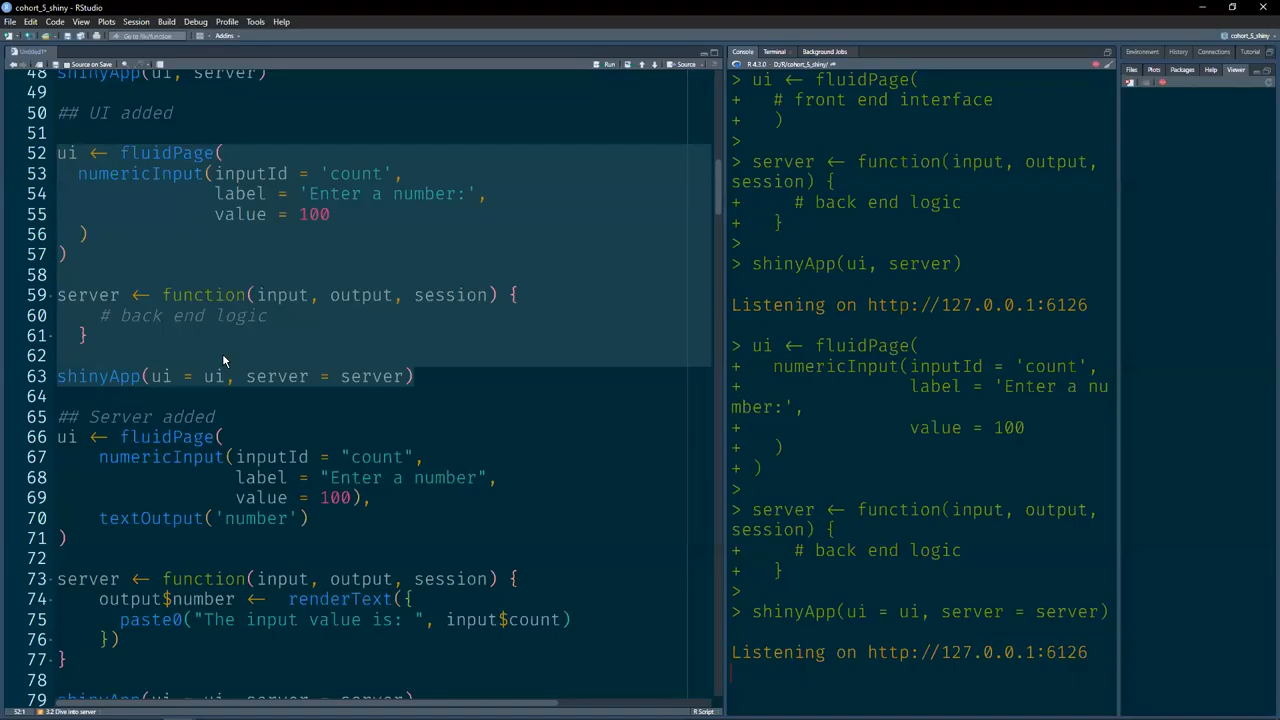 cohort_5_shiny - RStudio
File Edit Code View Plots Session Build Debug Profile Tools Help
Go to file/function Addins cohort_5_shiny
Untitled1*
Source on Save Run Source
48 shinyApp(ui, server)
49
50 ## UI added
51
52 ui ← fluidPage(
53 numericInput(inputId = 'count',
54 label = 'Enter a number:',
55 value = 100
56 )
57 )
58
59 server ← function(input, output, session) {
60 # back end logic
61 }
62
63 shinyApp(ui = ui, server = server)
64
65 ## Server added
66 ui ← fluidPage(
67 numericInput(inputId = "count",
68 label = "Enter a number",
69 value = 100),
70 textOutput('number')
71 )
72
73 server ← function(input, output, session) {
74 output$number ← renderText({
75 paste0("The input value is: ", input$count)
76 })
77 }
78
79 shinyApp(ui = ui, server = server)
52:1 3.2 Dive into server R Script
Console Terminal Background Jobs
R 4.3.0 · D:/R/cohort_5_shiny/
> ui ← fluidPage(
+ # front end interface
+ )
>
> server ← function(input, output,
session) {
+ # back end logic
+ }
>
> shinyApp(ui, server)
Listening on http://127.0.0.1:6126
> ui ← fluidPage(
+ numericInput(inputId = 'count',
+ label = 'Enter a nu
mber:',
+ value = 100
+ )
+ )
>
> server ← function(input, output,
session) {
+ # back end logic
+ }
>
> shinyApp(ui = ui, server = server)
Listening on http://127.0.0.1:6126
Environment History Connections Tutorial
Files Plots Packages Help Viewer